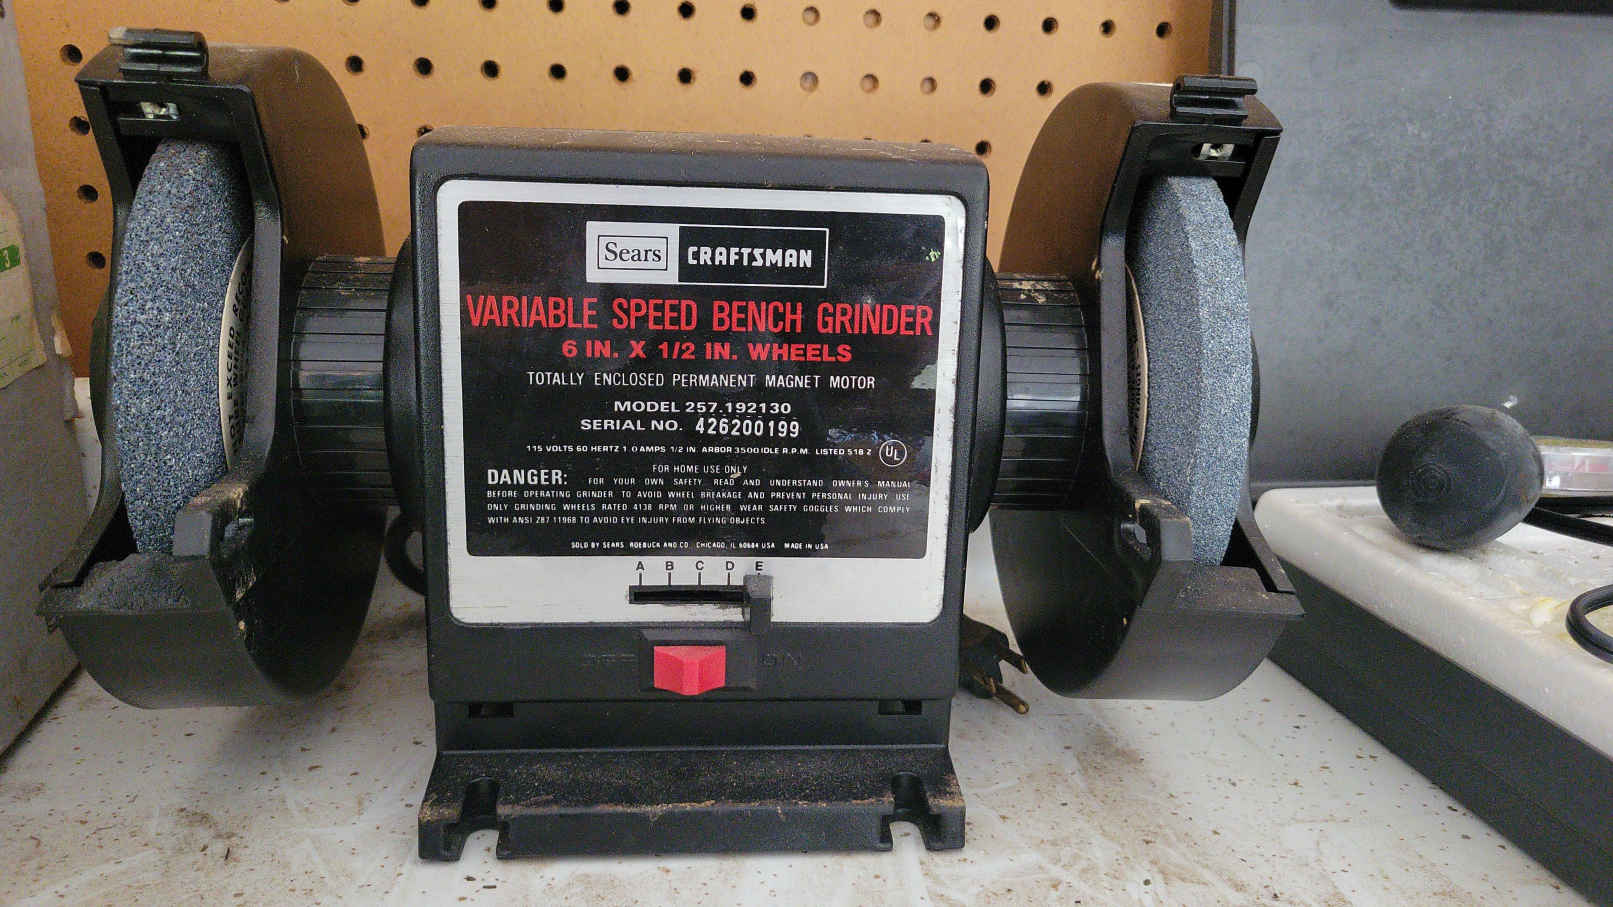 Sears CRAFTSMAN
VARIABLE SPEED BENCH GRINDER
6 IN. X 1/2 IN. WHEELS
TOTALLY ENCLOSED PERMANENT MAGNET MOTOR
MODEL 257.192130
SERIAL NO. 426200199
115 VOLTS 60 HERTZ 1.0 AMPS 1/2 IN. ARBOR 3500 IDLE R.P.M. LISTED 518 Z UL
FOR HOME USE ONLY
DANGER: FOR YOUR OWN SAFETY READ AND UNDERSTAND OWNER'S MANUAL
BEFORE OPERATING GRINDER TO AVOID WHEEL BREAKAGE AND PREVENT PERSONAL INJURY USE
ONLY GRINDING WHEELS RATED 4138 RPM OR HIGHER. WEAR SAFETY GOGGLES WHICH COMPLY
WITH ANSI Z87.1 1968 TO AVOID EYE INJURY FROM FLYING OBJECTS
SOLD BY SEARS, ROEBUCK AND CO. CHICAGO, IL 60684 USA MADE IN USA
A B C D E
OFF ON
EXCEED
3